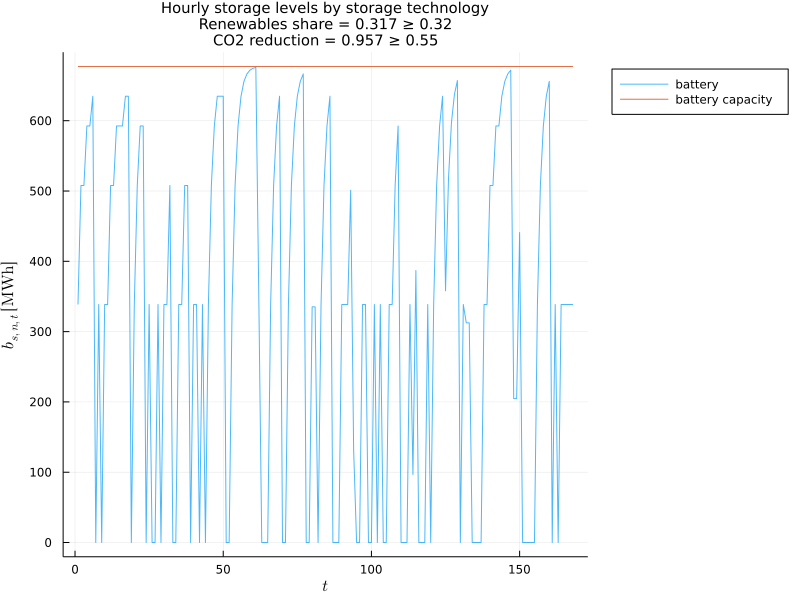 Hourly storage levels by storage technology
Renewables share = 0.317 ≥ 0.32
CO2 reduction = 0.957 ≥ 0.55
battery
battery capacity
600
500
400
300
200
100
0
b_{s, n, t} [MWh]
0 50 100 150
t